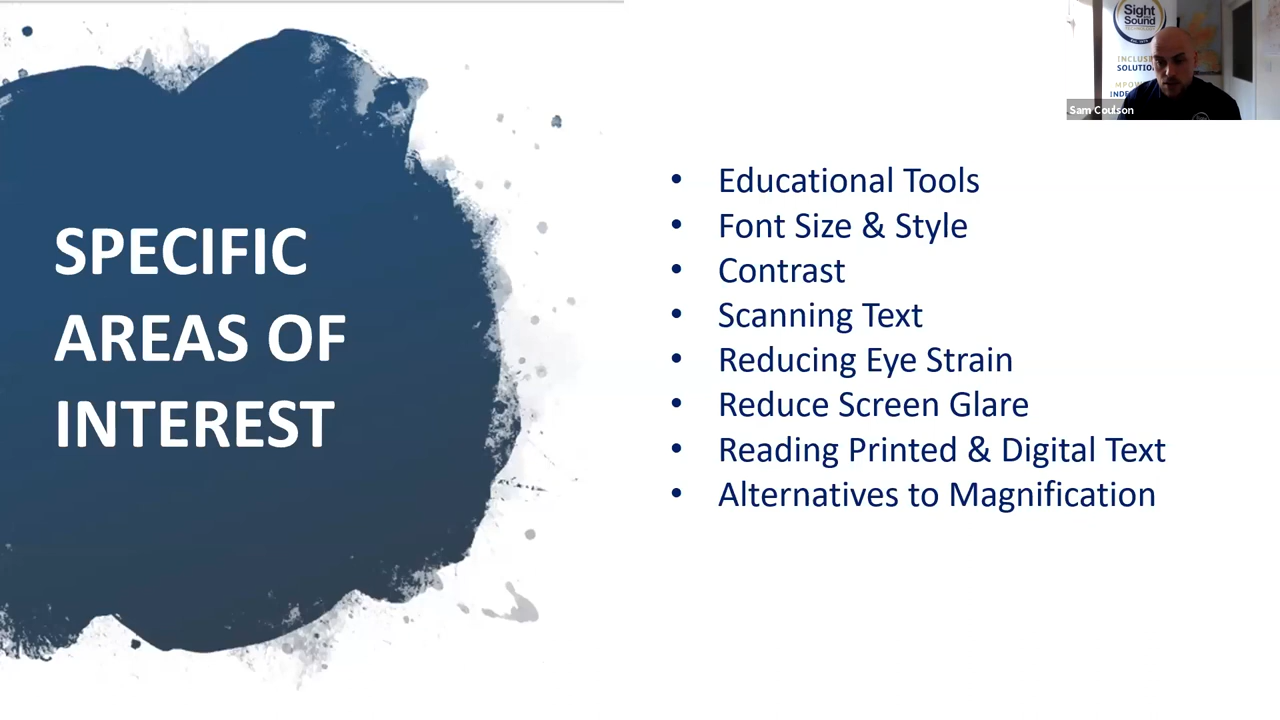 SPECIFIC
AREAS OF
INTEREST
• Educational Tools
• Font Size & Style
• Contrast
• Scanning Text
• Reducing Eye Strain
• Reduce Screen Glare
• Reading Printed & Digital Text
• Alternatives to Magnification
Sight
Sound
Sam Coulson